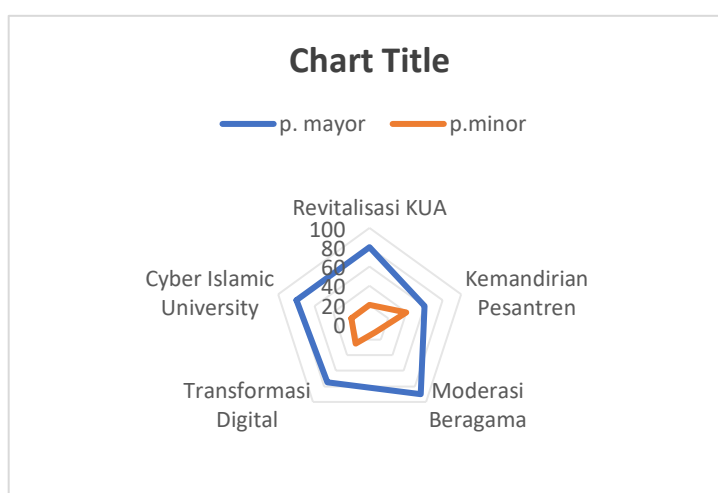 Chart Title
p. mayor
p.minor
Revitalisasi KUA
100
80
60
40
20
0
Kemandirian
Pesantren
Moderasi
Beragama
Transformasi
Digital
Cyber Islamic
University